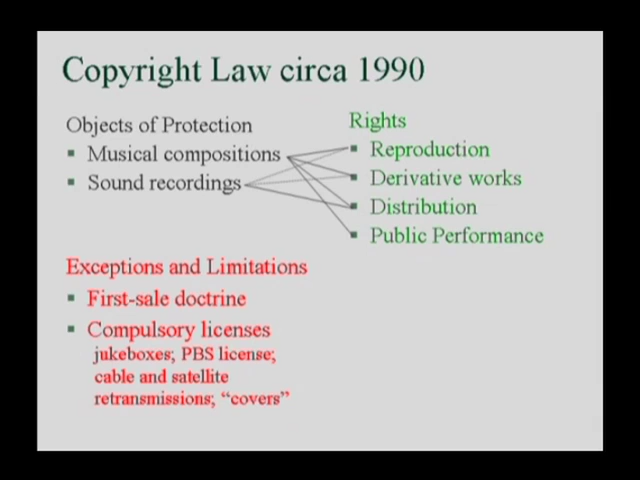 Copyright Law circa 1990
Objects of Protection
▪ Musical compositions
▪ Sound recordings
Rights
▪ Reproduction
▪ Derivative works
▪ Distribution
▪ Public Performance
Exceptions and Limitations
▪ First-sale doctrine
▪ Compulsory licenses
jukeboxes; PBS license;
cable and satellite
retransmissions; “covers”